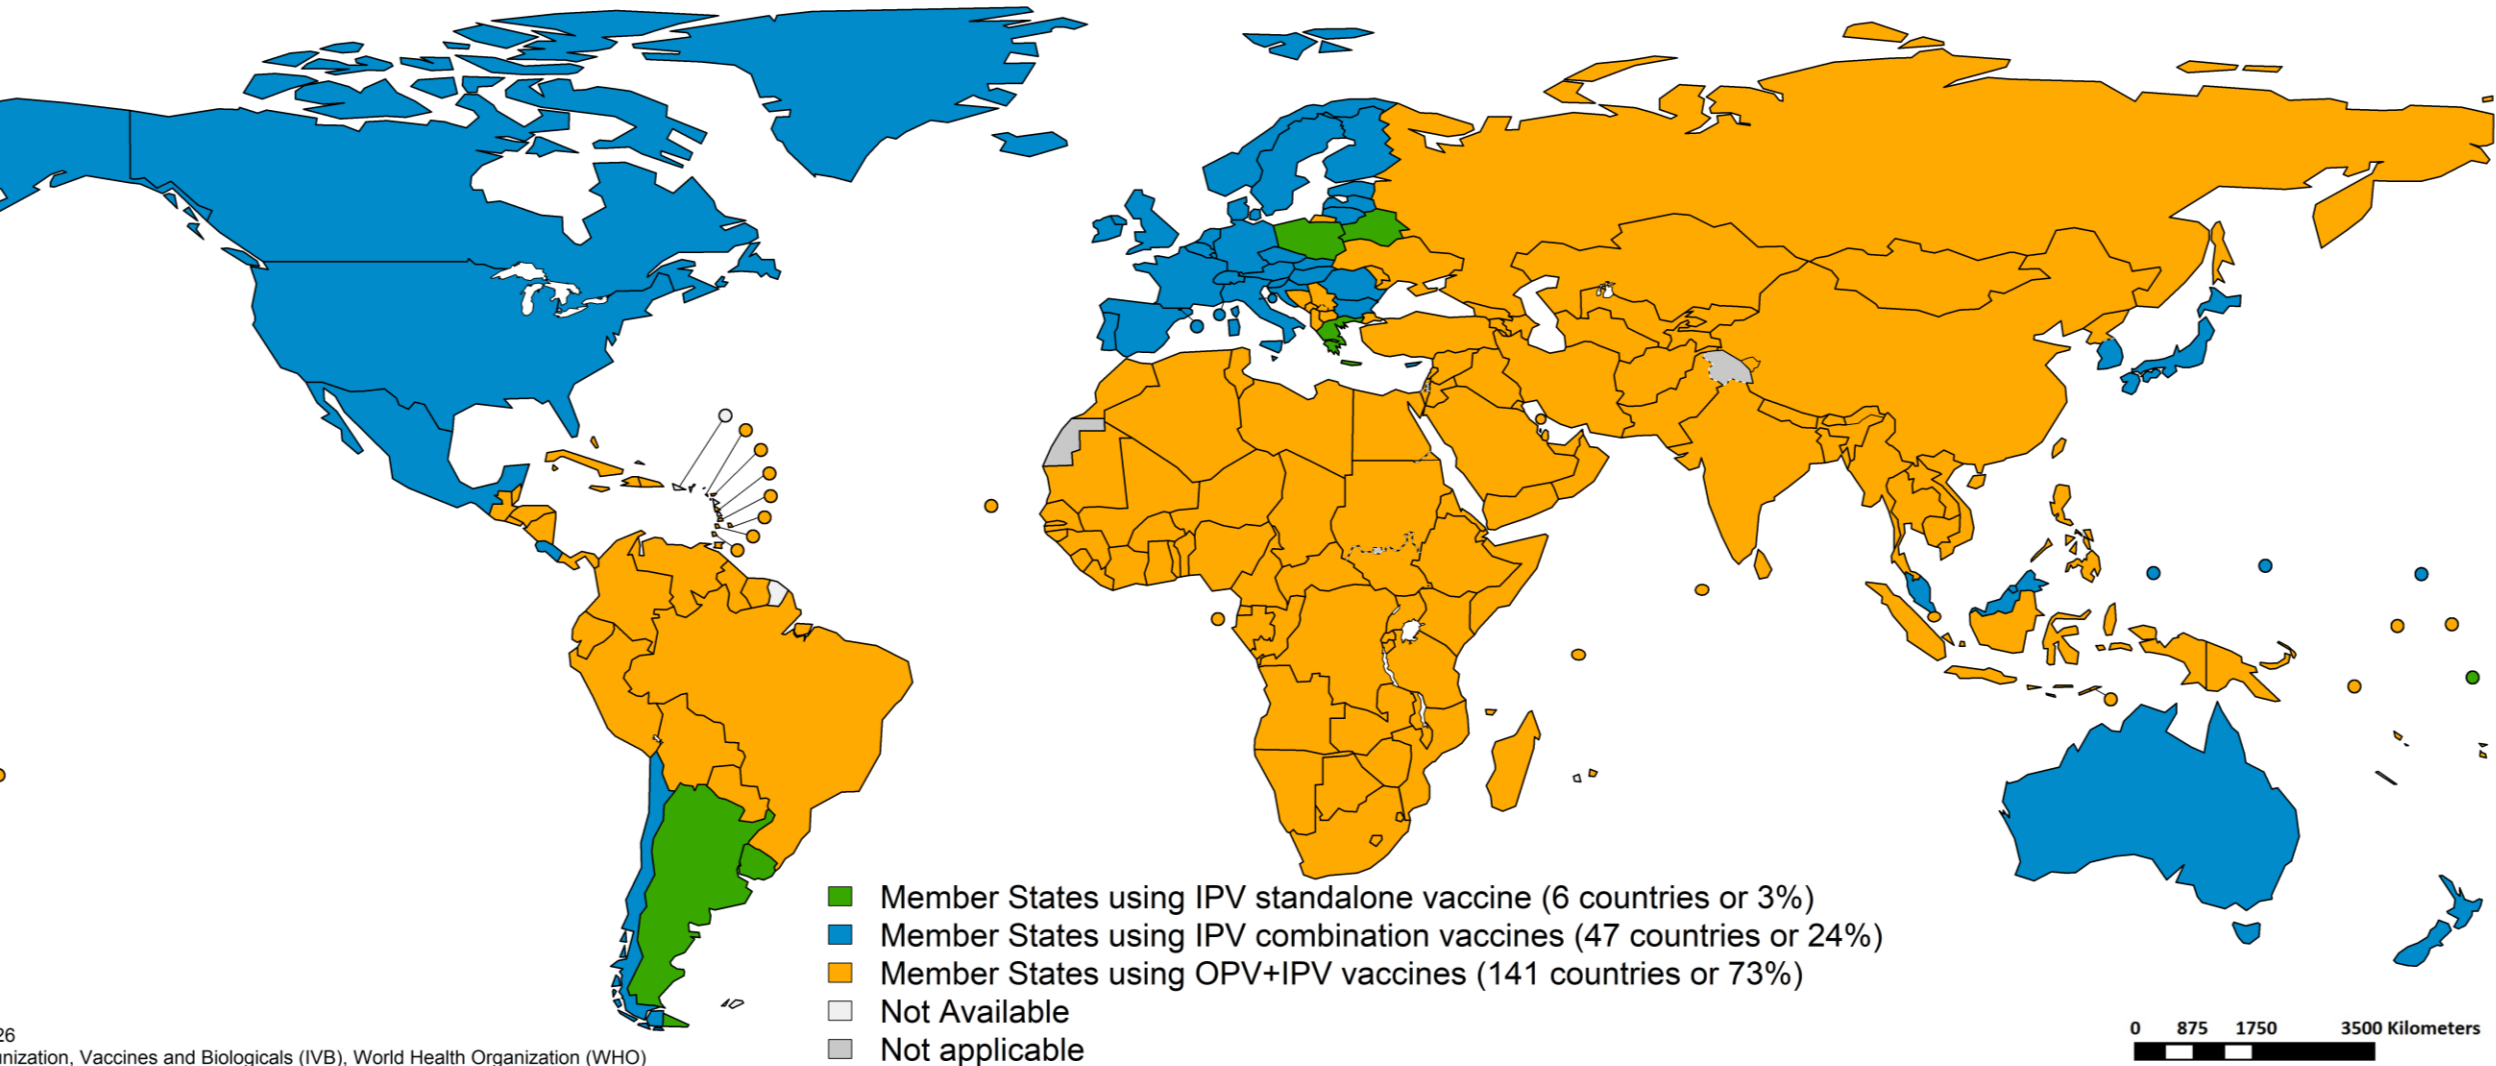 Member States using IPV standalone vaccine (6 countries or 3%)
Member States using IPV combination vaccines (47 countries or 24%)
Member States using OPV+IPV vaccines (141 countries or 73%)
Not Available
Not applicable
26
nization, Vaccines and Biologicals (IVB), World Health Organization (WHO)
0 875 1750 3500 Kilometers